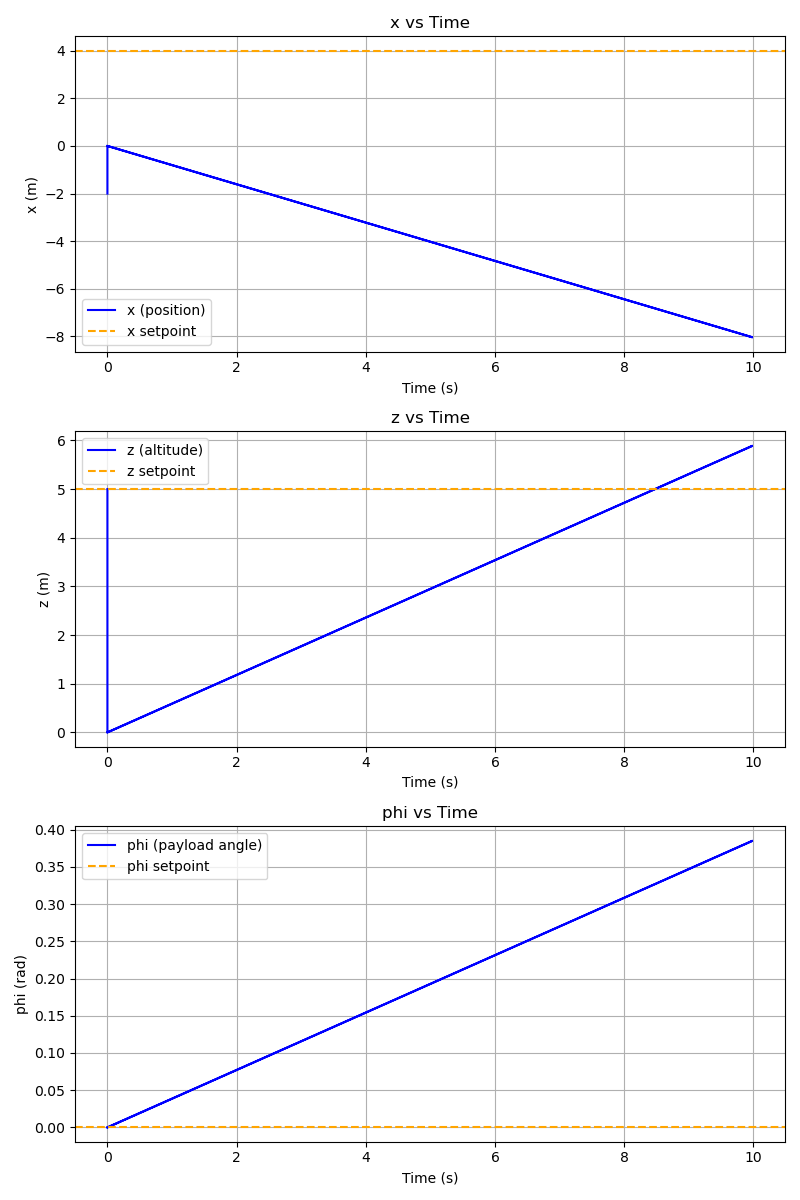 x vs Time
4
2
0
−2
−4
−6
−8
x (m)
x (position)
x setpoint
0 2 4 6 8 10
Time (s)
z vs Time
6
5
4
3
2
1
0
z (m)
z (altitude)
z setpoint
0 2 4 6 8 10
Time (s)
phi vs Time
0.40
0.35
0.30
0.25
0.20
0.15
0.10
0.05
0.00
phi (rad)
phi (payload angle)
phi setpoint
0 2 4 6 8 10
Time (s)